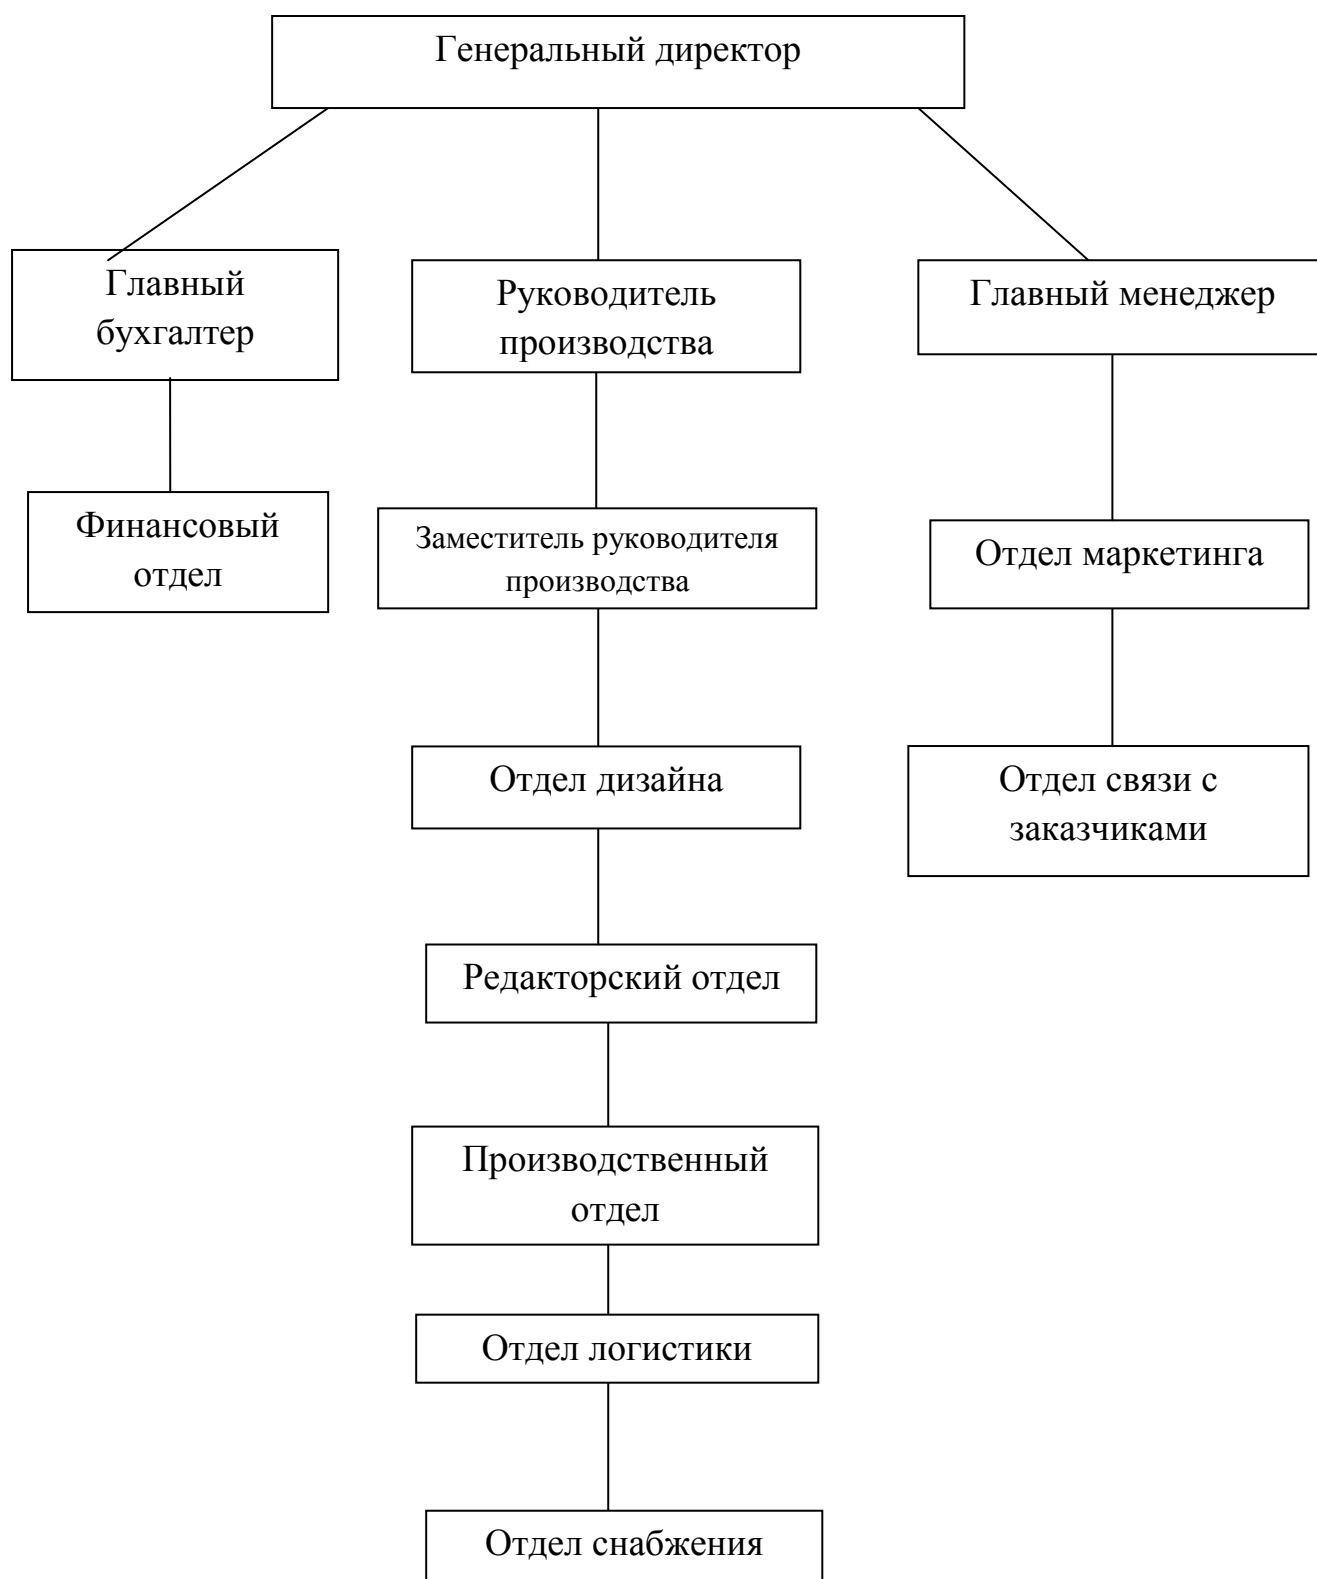 Генеральный директор
Главный
бухгалтер
Руководитель
производства
Главный менеджер
Финансовый
отдел
Заместитель руководителя
производства
Отдел маркетинга
Отдел дизайна
Отдел связи с
заказчиками
Редакторский отдел
Производственный
отдел
Отдел логистики
Отдел снабжения